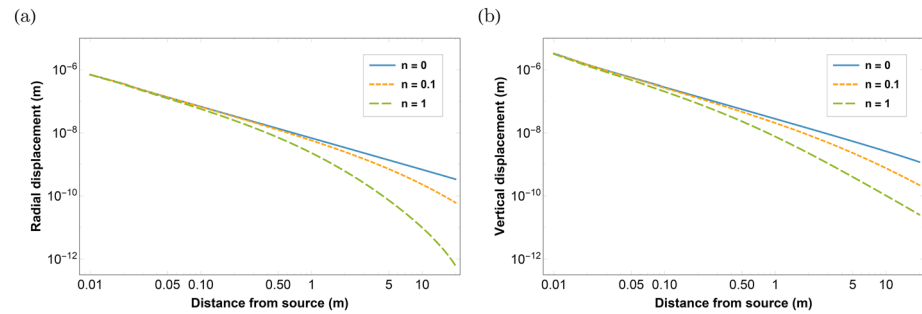 (a)
Radial displacement (m)
10⁻⁶
10⁻⁸
10⁻¹⁰
10⁻¹²
n = 0
n = 0.1
n = 1
0.01 0.05 0.10 0.50 1 5 10
Distance from source (m)
(b)
Vertical displacement (m)
10⁻⁶
10⁻⁸
10⁻¹⁰
10⁻¹²
n = 0
n = 0.1
n = 1
0.01 0.05 0.10 0.50 1 5 10
Distance from source (m)